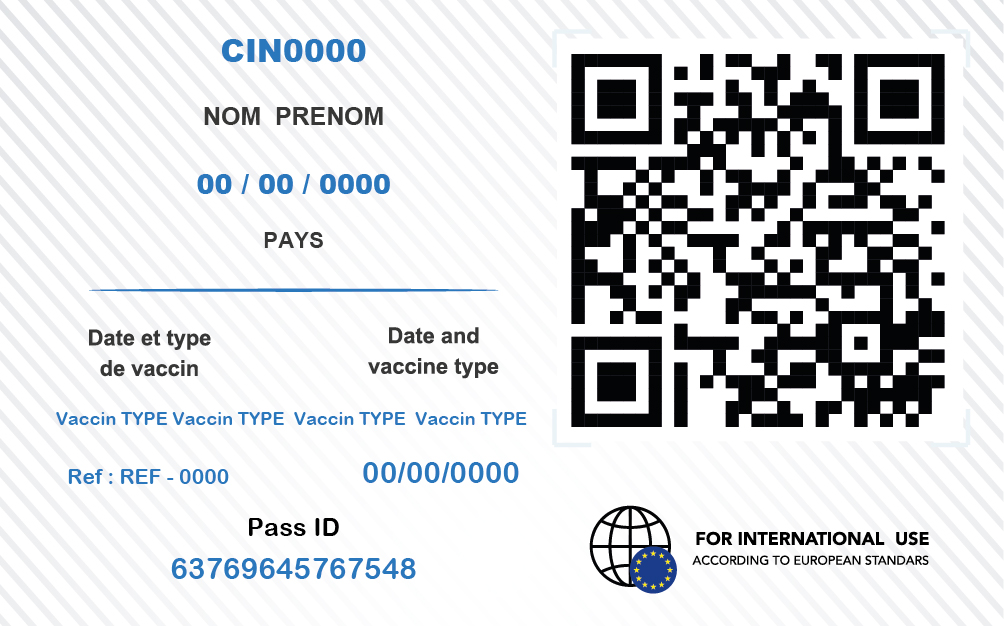 CIN0000
NOM PRENOM
00 / 00 / 0000
PAYS
Date et type
de vaccin
Date and
vaccine type
Vaccin TYPE Vaccin TYPE Vaccin TYPE Vaccin TYPE
Ref : REF - 0000
00/00/0000
Pass ID
63769645767548
FOR INTERNATIONAL USE
ACCORDING TO EUROPEAN STANDARS